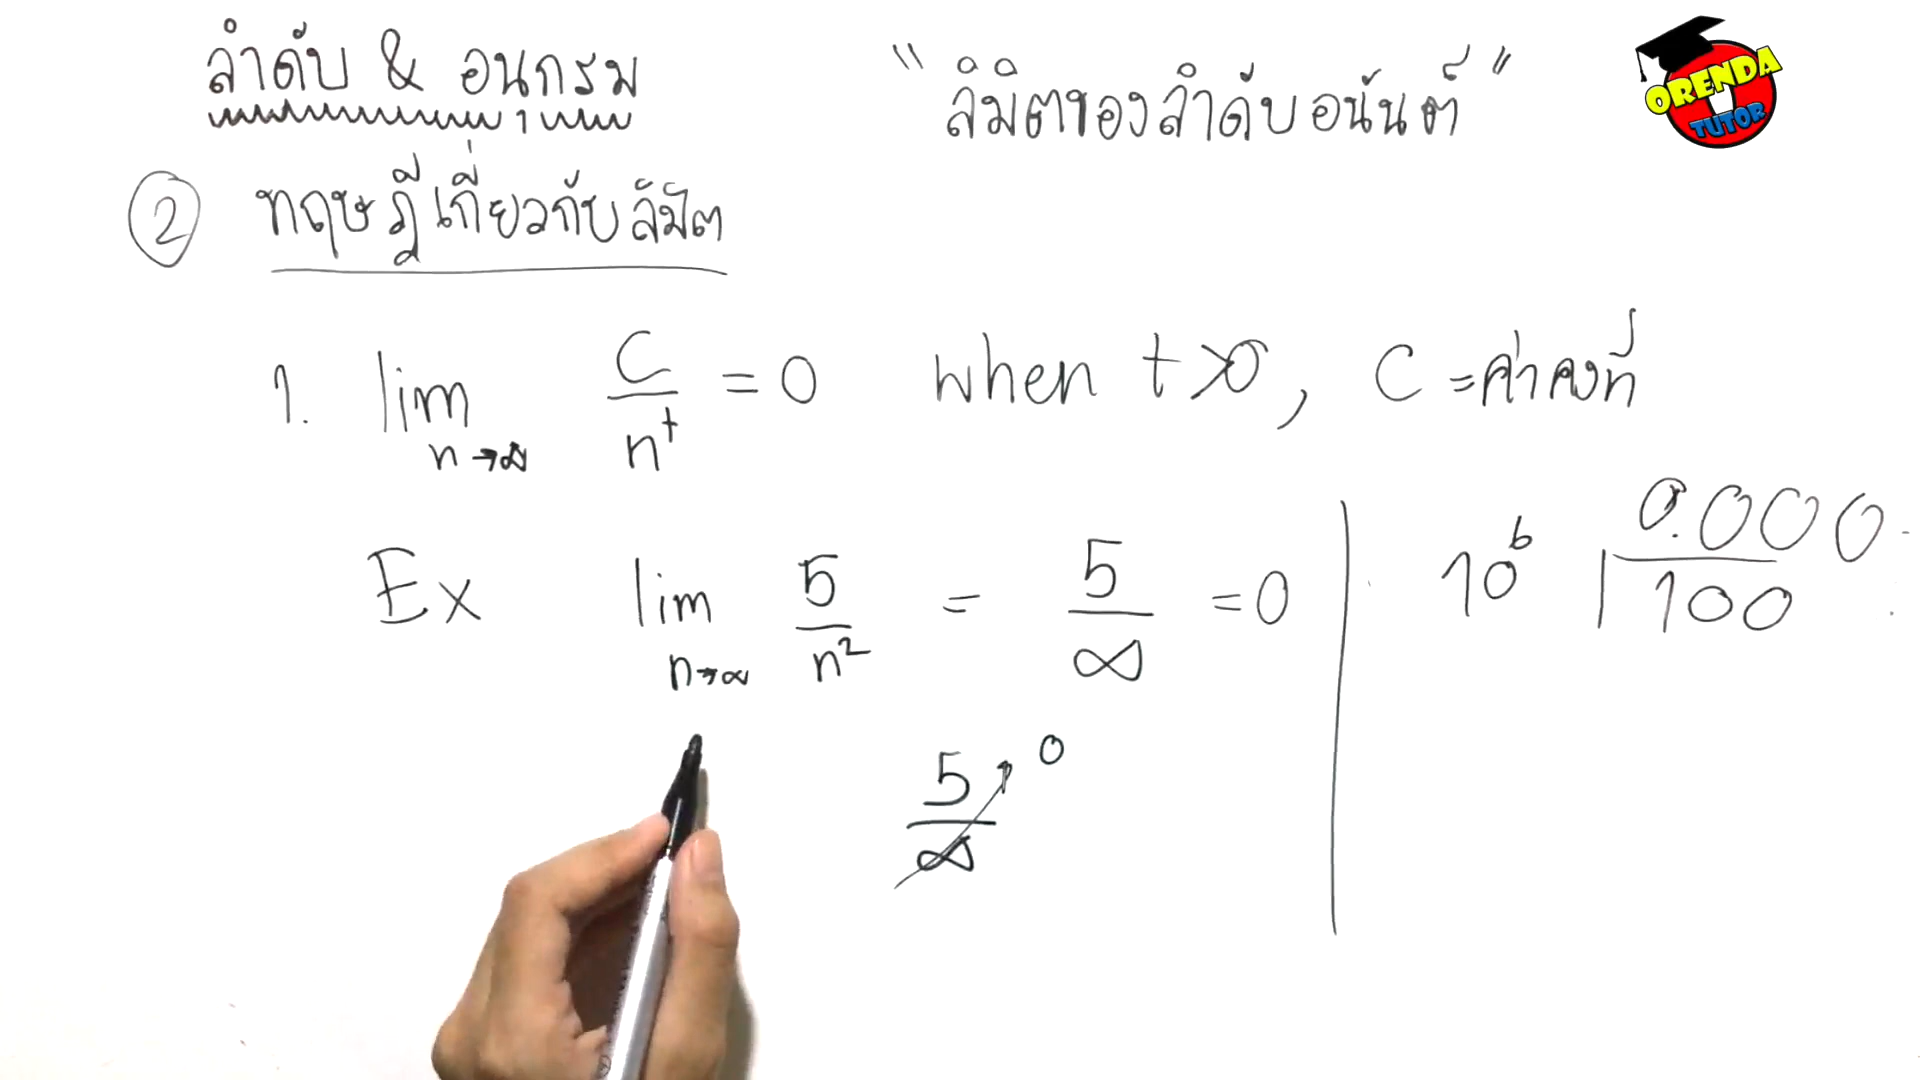 ลำดับ & อนุกรม
"ลิมิตของลำดับอนันต์"
ORENDA
TUTOR
② ทฤษฎีเกี่ยวกับลิมิต
1. lim n→∞ C/n^t = 0 when t>0, C = ค่าคงที่
Ex lim n→∞ 5/n² = 5/∞ = 0
10⁶ 100 0.000
5/∞ 0